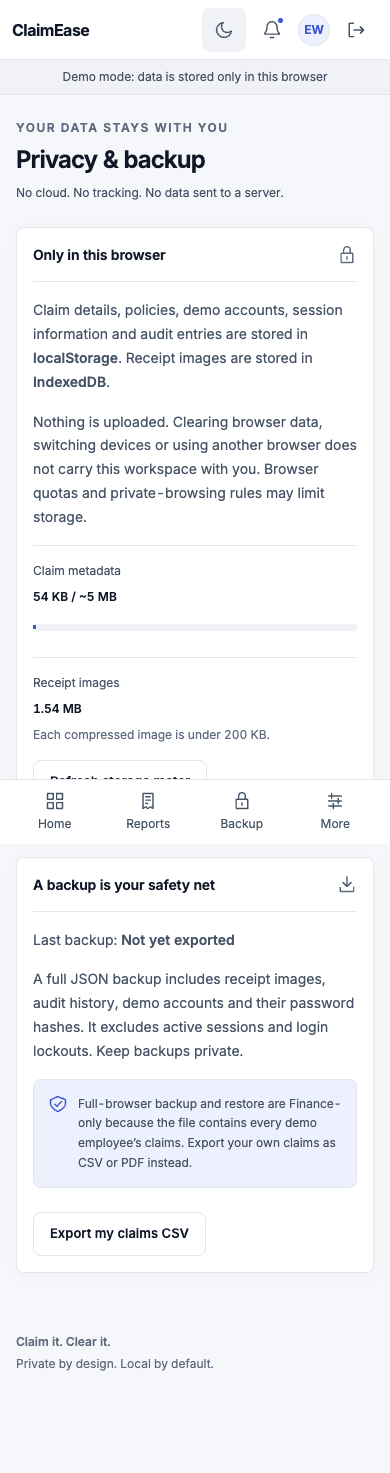 ClaimEase
EW
Demo mode: data is stored only in this browser
YOUR DATA STAYS WITH YOU
Privacy & backup
No cloud. No tracking. No data sent to a server.
Only in this browser
Claim details, policies, demo accounts, session
information and audit entries are stored in
localStorage. Receipt images are stored in
IndexedDB.
Nothing is uploaded. Clearing browser data,
switching devices or using another browser does
not carry this workspace with you. Browser
quotas and private-browsing rules may limit
storage.
Claim metadata
54 KB / ~5 MB
Receipt images
1.54 MB
Each compressed image is under 200 KB.
Refresh storage meter
Home
Reports
Backup
More
A backup is your safety net
Last backup: Not yet exported
A full JSON backup includes receipt images,
audit history, demo accounts and their password
hashes. It excludes active sessions and login
lockouts. Keep backups private.
Full-browser backup and restore are Finance-
only because the file contains every demo
employee's claims. Export your own claims as
CSV or PDF instead.
Export my claims CSV
Claim it. Clear it.
Private by design. Local by default.